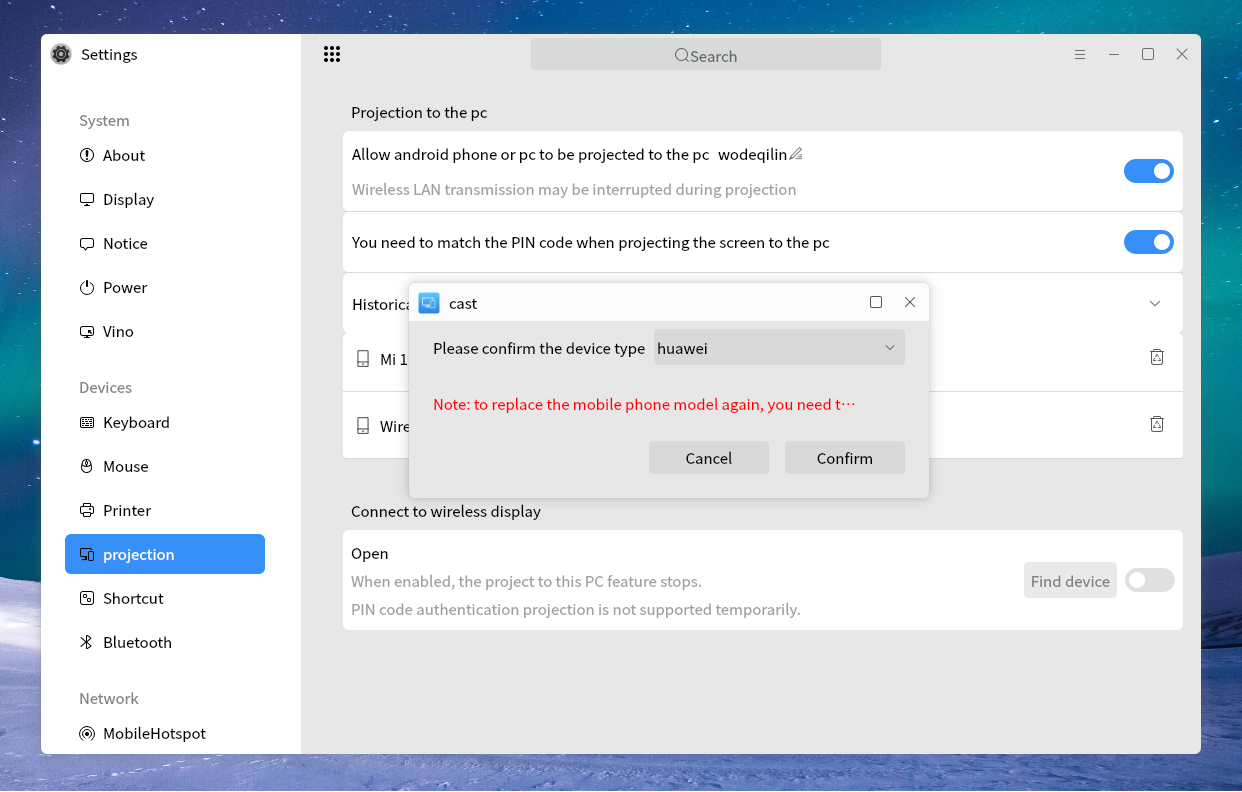 Settings
Search
System
About
Display
Notice
Power
Vino
Devices
Keyboard
Mouse
Printer
projection
Shortcut
Bluetooth
Network
MobileHotspot
Projection to the pc
Allow android phone or pc to be projected to the pc wodeqilin
Wireless LAN transmission may be interrupted during projection
You need to match the PIN code when projecting the screen to the pc
Mi 1
cast
Please confirm the device type huawei
Note: to replace the mobile phone model again, you need t…
Cancel Confirm
Connect to wireless display
Open
When enabled, the project to this PC feature stops.
PIN code authentication projection is not supported temporarily.
Find device